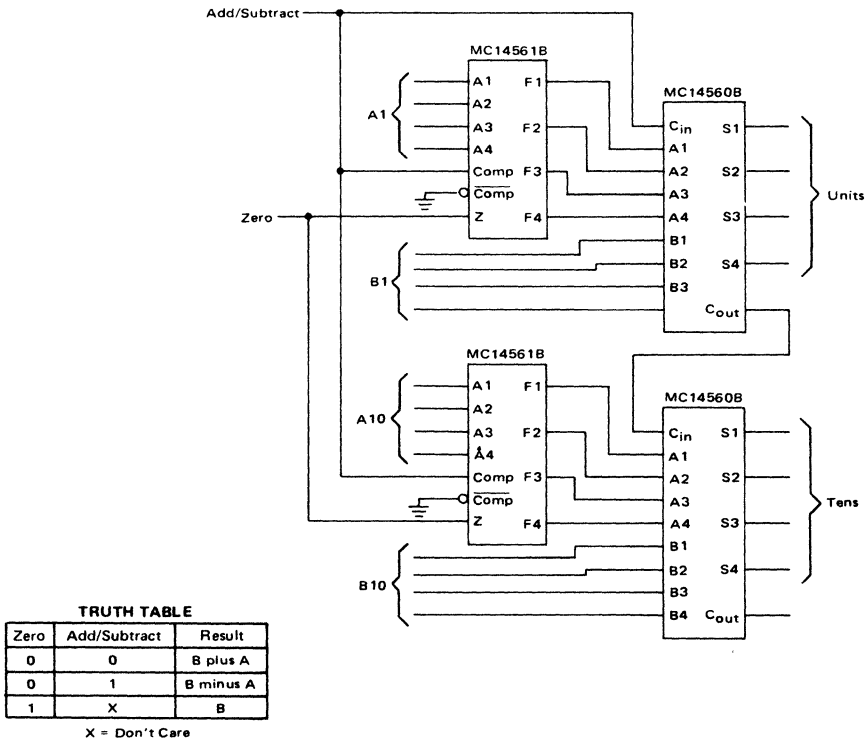 Add/Subtract
MC14561B
A1 F1
A2
A3 F2
A4
Comp F3
Comp
Z F4
A1
Zero
B1
MC14560B
Cin S1
A1
A2 S2
A3
A4 S3
B1
B2 S4
B3
Cout
Units
MC14561B
A1 F1
A2
A3 F2
Å4
Comp F3
Comp
Z F4
A10
B10
MC14560B
Cin S1
A1
A2 S2
A3
A4 S3
B1
B2 S4
B3
B4 Cout
Tens
TRUTH TABLE
Zero Add/Subtract Result
0 0 B plus A
0 1 B minus A
1 X B
X = Don't Care